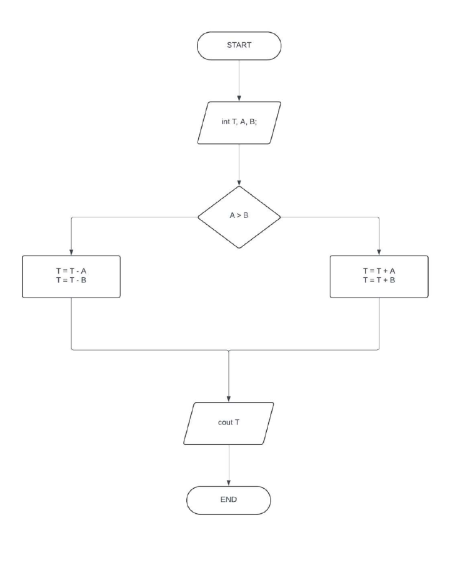 START
int T, A, B;
A > B
T = T - A
T = T - B
T = T + A
T = T + B
cout T
END